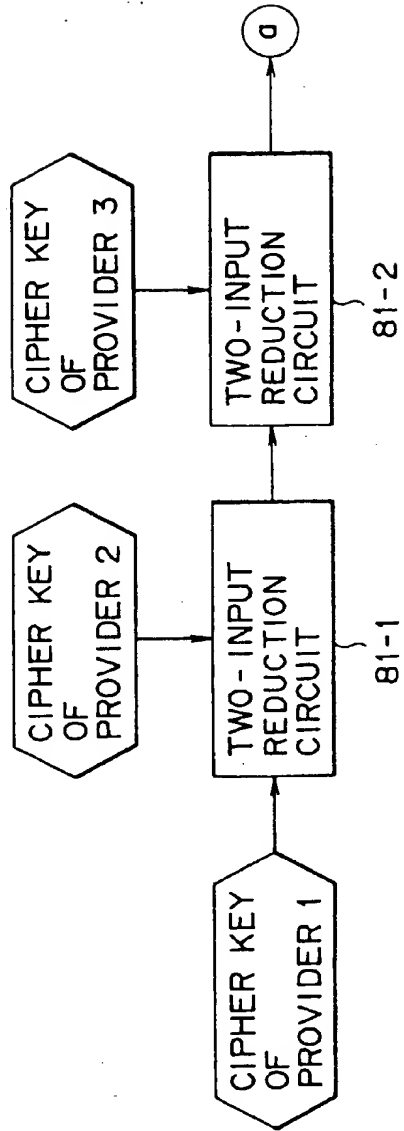 CIPHER KEY
OF
PROVIDER 1
CIPHER KEY
OF
PROVIDER 2
CIPHER KEY
OF
PROVIDER 3
TWO-INPUT
REDUCTION
CIRCUIT
81-1
TWO-INPUT
REDUCTION
CIRCUIT
81-2
a